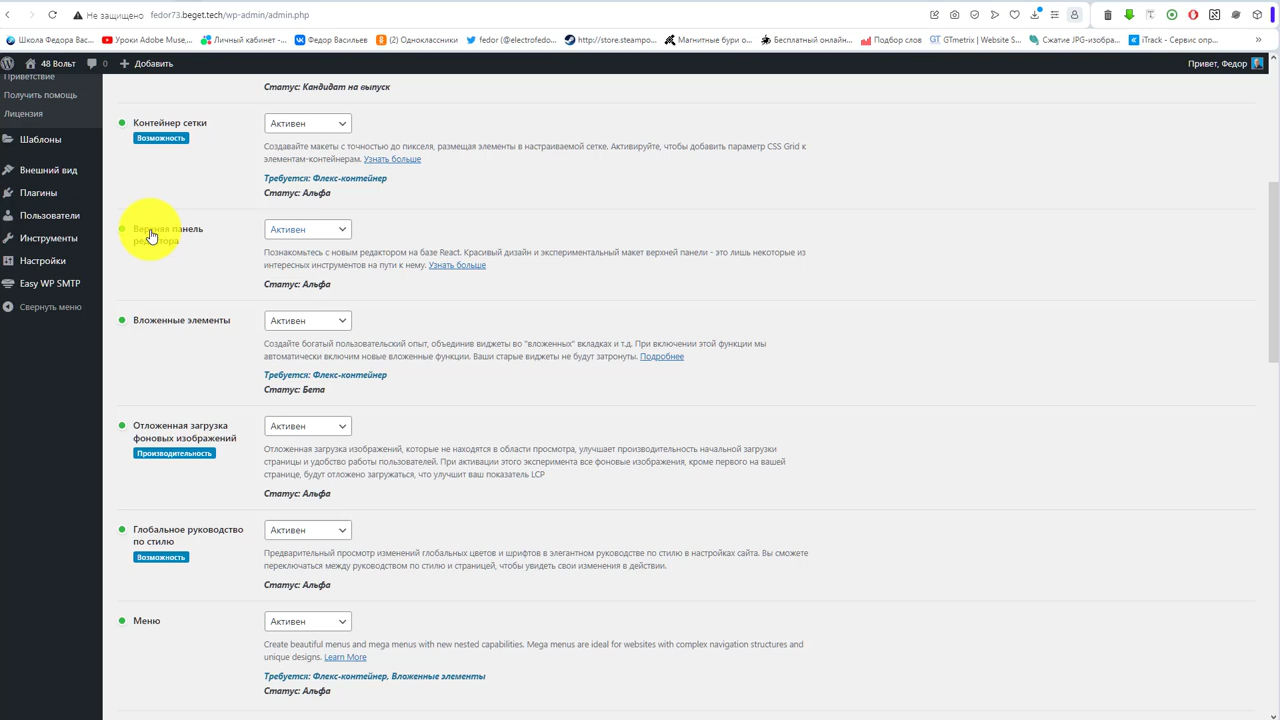 Не защищено
fedor73.beget.tech/wp-admin/admin.php
Школа Федора Вас...
Уроки Adobe Muse,...
Личный кабинет -...
Федор Васильев
(2) Одноклассники
fedor (@electrofedo...
http://store.steampo...
Магнитные бури о...
Бесплатный онлайн...
Подбор слов
GTmetrix | Website S...
Сжатие JPG-изобра...
iTrack - Сервис опр...
48 Вольт
0
Добавить
Привет, Федор
Приветствие
Получить помощь
Лицензия
Шаблоны
Внешний вид
Плагины
Пользователи
Инструменты
Настройки
Easy WP SMTP
Свернуть меню
Статус: Кандидат на выпуск
Контейнер сетки
Возможность
Активен
Создавайте макеты с точностью до пикселя, размещая элементы в настраиваемой сетке. Активируйте, чтобы добавить параметр CSS Grid к
элементам-контейнерам. Узнать больше
Требуется: Флекс-контейнер
Статус: Альфа
Верхняя панель
редактора
Активен
Познакомьтесь с новым редактором на базе React. Красивый дизайн и экспериментальный макет верхней панели - это лишь некоторые из
интересных инструментов на пути к нему. Узнать больше
Статус: Альфа
Вложенные элементы
Активен
Создайте богатый пользовательский опыт, объединив виджеты во "вложенных" вкладках и т.д. При включении этой функции мы
автоматически включим новые вложенные функции. Ваши старые виджеты не будут затронуты. Подробнее
Требуется: Флекс-контейнер
Статус: Бета
Отложенная загрузка
фоновых изображений
Производительность
Активен
Отложенная загрузка изображений, которые не находятся в области просмотра, улучшает производительность начальной загрузки
страницы и удобство работы пользователей. При активации этого эксперимента все фоновые изображения, кроме первого на вашей
странице, будут отложено загружаться, что улучшит ваш показатель LCP
Статус: Альфа
Глобальное руководство
по стилю
Возможность
Активен
Предварительный просмотр изменений глобальных цветов и шрифтов в элегантном руководстве по стилю в настройках сайта. Вы сможете
переключаться между руководством по стилю и страницей, чтобы увидеть свои изменения в действии.
Статус: Альфа
Меню
Активен
Create beautiful menus and mega menus with new nested capabilities. Mega menus are ideal for websites with complex navigation structures and
unique designs. Learn More
Требуется: Флекс-контейнер, Вложенные элементы
Статус: Альфа